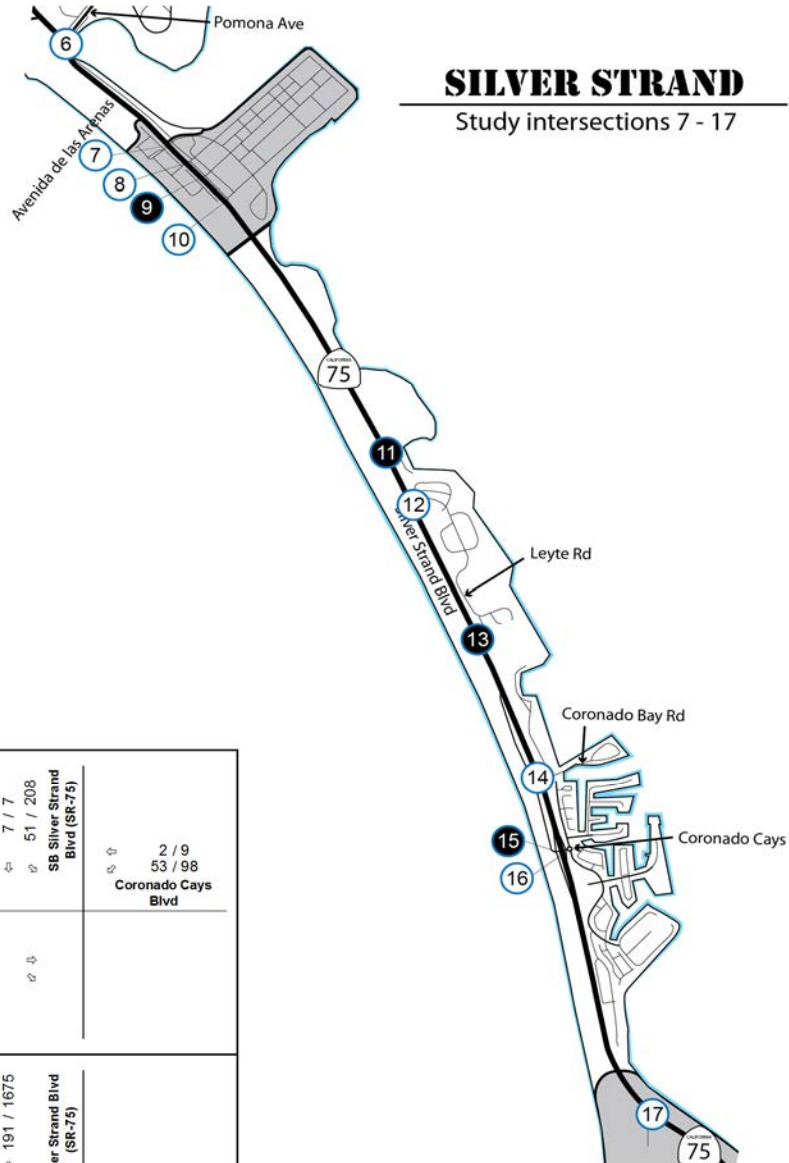 Pomona Ave
6
SILVER STRAND
Study intersections 7 - 17
Avenida de las Arenas
7
8
9
10
CALIFORNIA
75
11
12
Silver Strand Blvd
Leyte Rd
13
Coronado Bay Rd
14
15
Coronado Cays
16
17
CALIFORNIA
75
7 / 7
51 / 208
SB Silver Strand
Blvd (SR-75)
2 / 9
53 / 98
Coronado Cays
Blvd
191 / 1675
Strand Blvd
(SR-75)